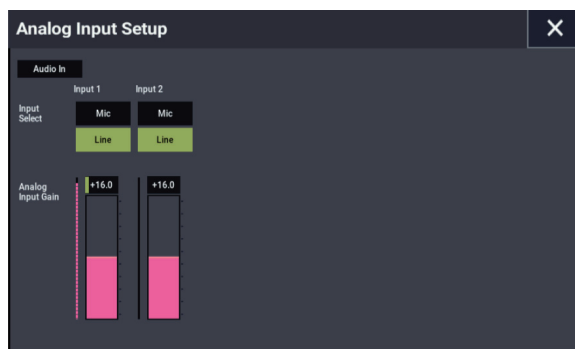 Analog Input Setup
Audio In
Input 1 Input 2
Input
Select
Mic Mic
Line Line
Analog
Input Gain
+16.0 +16.0